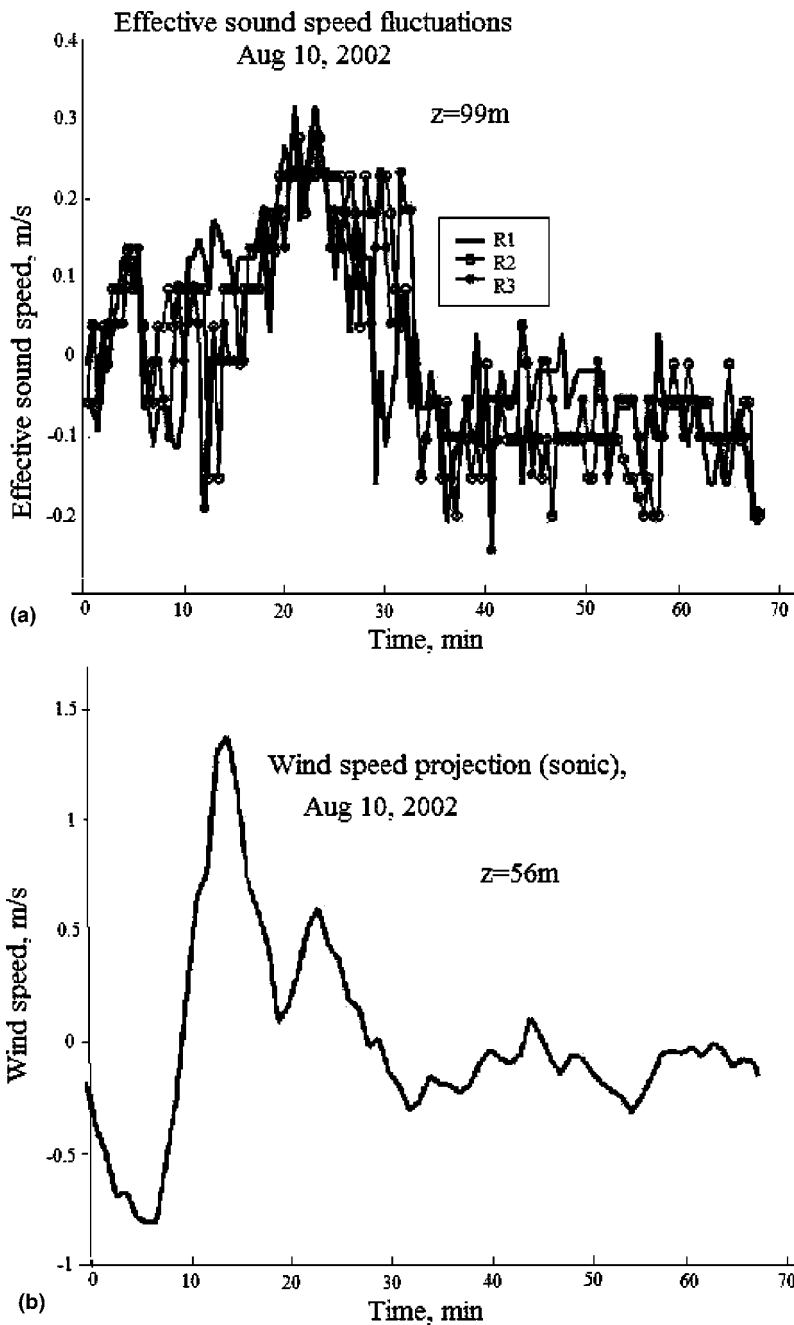 Effective sound speed fluctuations
Aug 10, 2002
z=99m
0.4
0.3
0.2
0.1
0
-0.1
-0.2
Effective sound speed, m/s
R1
R2
R3
0 10 20 30 40 50 60 70
Time, min
(a)
Wind speed projection (sonic),
Aug 10, 2002
z=56m
1.5
1
0.5
0
-0.5
-1
Wind speed, m/s
0 10 20 30 40 50 60 70
Time, min
(b)